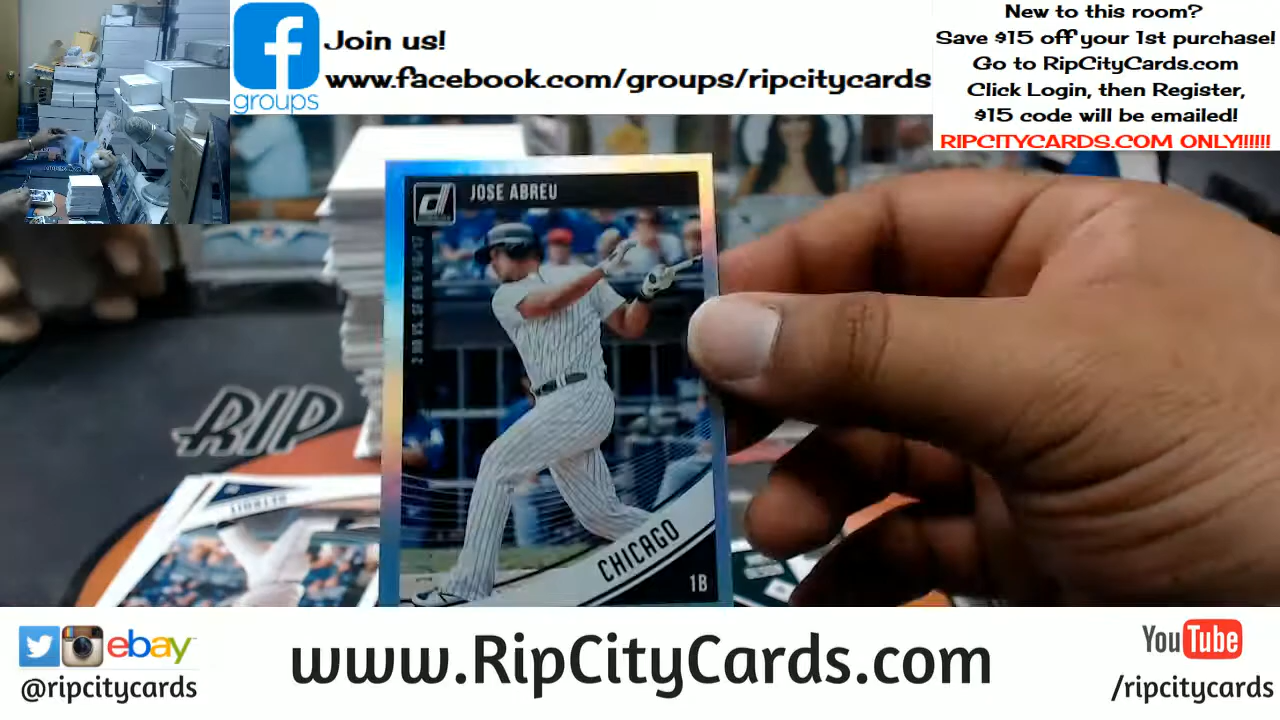 Join us!
www.facebook.com/groups/ripcitycards
groups
New to this room?
Save $15 off your 1st purchase!
Go to RipCityCards.com
Click Login, then Register,
$15 code will be emailed!
RIPCITYCARDS.COM ONLY!!!!!!
JOSE ABREU
CHICAGO
1B
RIP
DETROIT
ebay
@ripcitycards
www.RipCityCards.com
YouTube
/ripcitycards